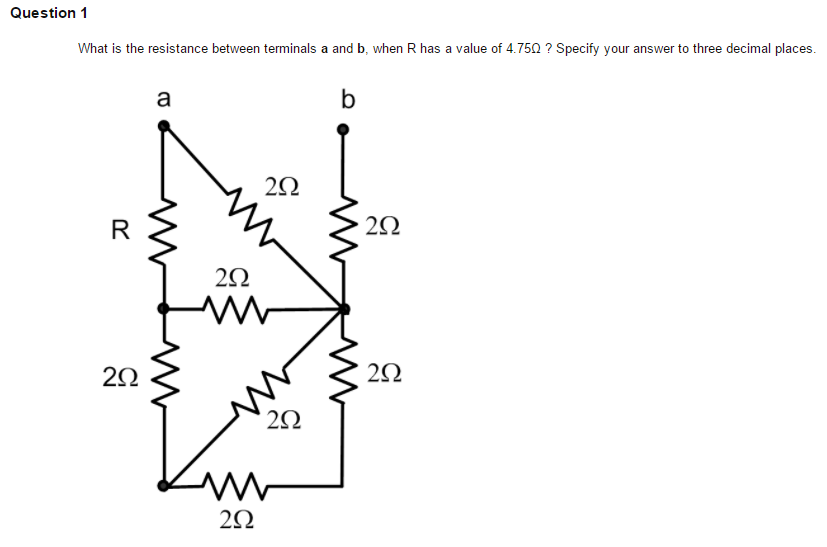 Question 1
What is the resistance between terminals a and b, when R has a value of 4.75Ω ? Specify your answer to three decimal places.
a b
2Ω
R 2Ω
2Ω
2Ω 2Ω
2Ω
2Ω